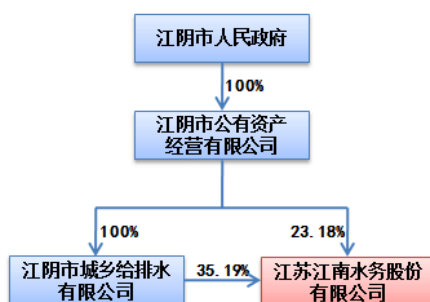 江阴市人民政府
100%
江阴市公有资产
经营有限公司
100%
23.18%
江阴市城乡给排水
有限公司
35.19%
江苏江南水务股份
有限公司